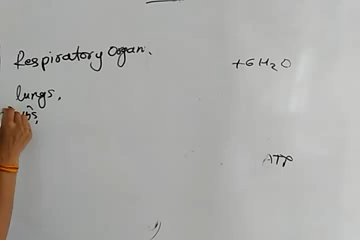 Respiratory Organ.
+6H₂O
lungs.
ATP